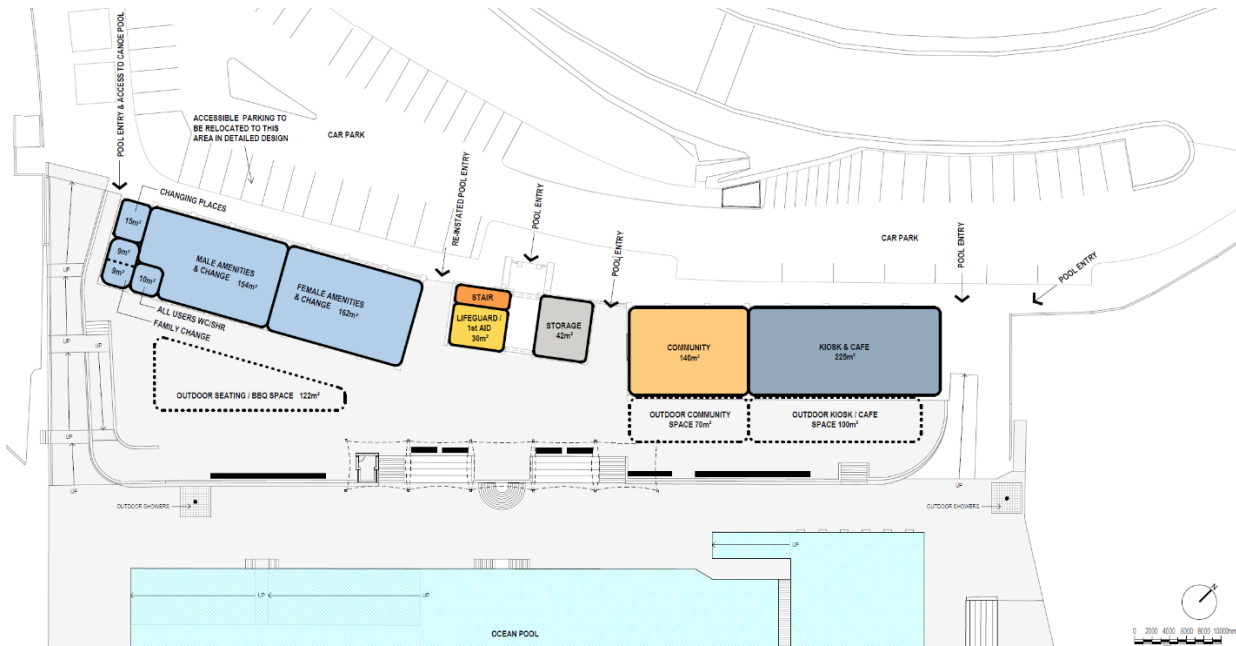 POOL ENTRY & ACCESS TO CANOE POOL
ACCESSIBLE PARKING TO
BE RELOCATED TO THIS
AREA IN DETAILED DESIGN
CAR PARK
CHANGING PLACES
15m²
9m²
9m²
10m²
MALE AMENITIES
& CHANGE
154m²
FEMALE AMENITIES
& CHANGE
162m²
ALL USERS WC/SHR
FAMILY CHANGE
RE-INSTATED POOL ENTRY
POOL ENTRY
POOL ENTRY
CAR PARK
POOL ENTRY
POOL ENTRY
STAIR
LIFEGUARD /
1st AID
30m²
STORAGE
42m²
COMMUNITY
140m²
KIOSK & CAFE
225m²
OUTDOOR SEATING / BBQ SPACE 122m²
OUTDOOR COMMUNITY
SPACE 70m²
OUTDOOR KIOSK / CAFE
SPACE 100m²
UP
UP
UP
UP
UP
OUTDOOR SHOWERS
OUTDOOR SHOWERS
UP
UP
UP
UP
OCEAN POOL
N
0 2000 4000 6000 8000 10000mm